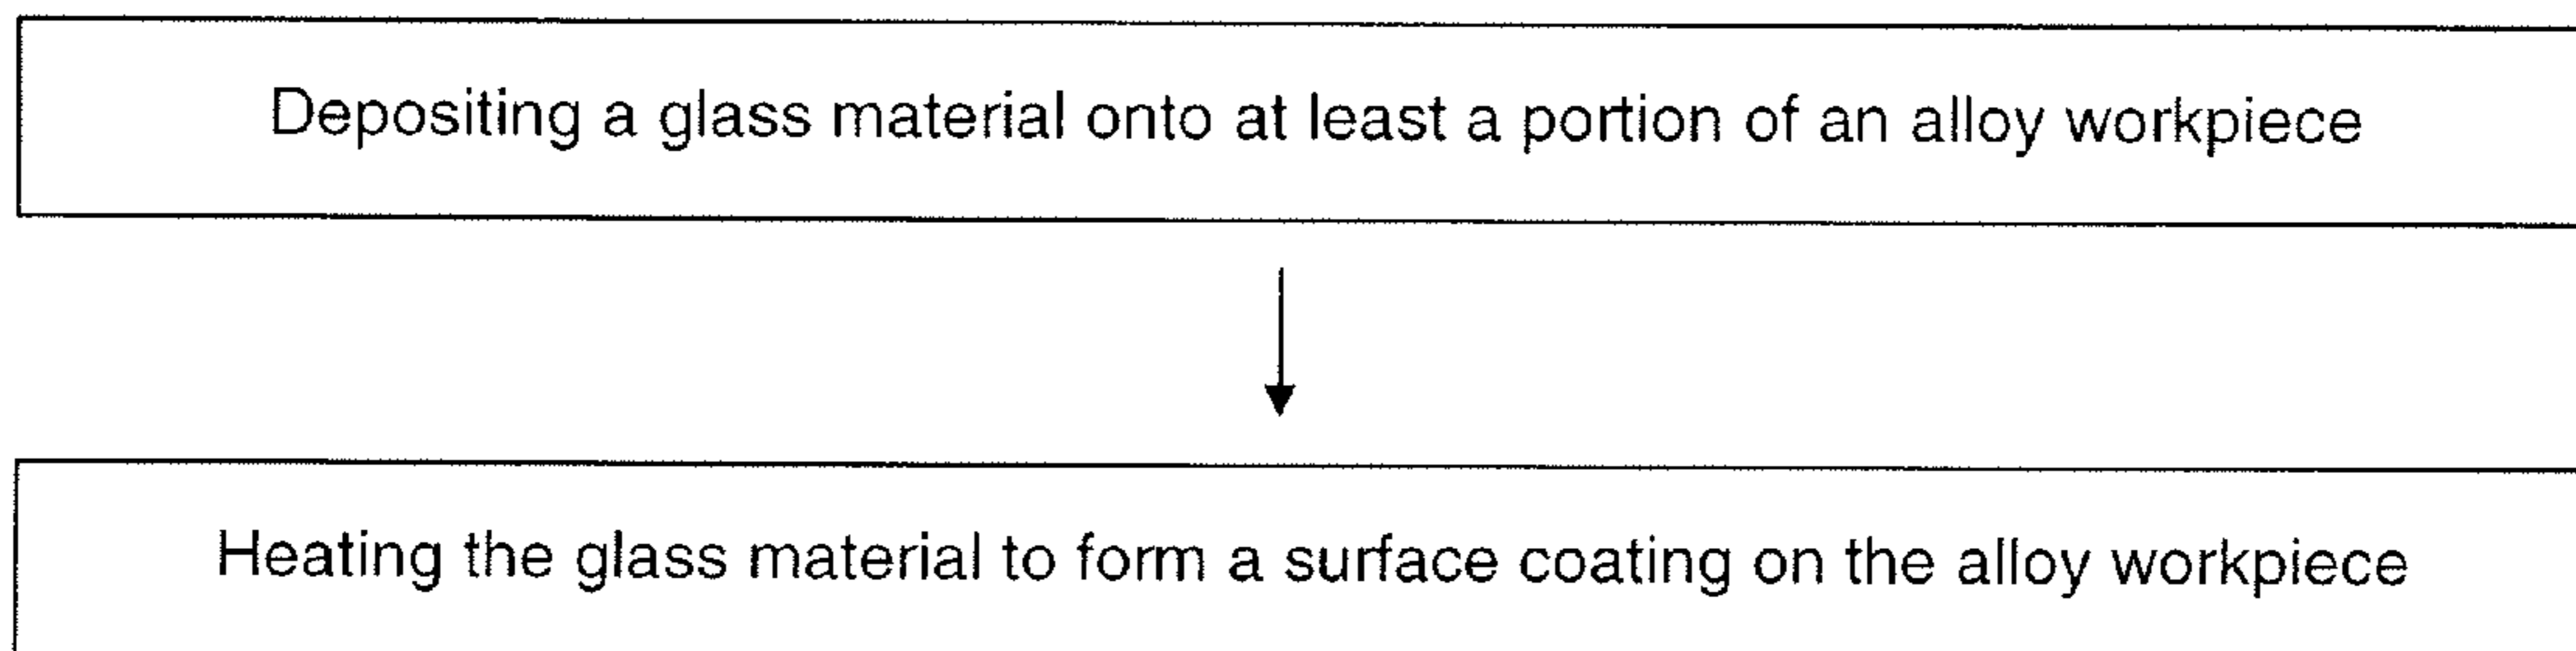 Depositing a glass material onto at least a portion of an alloy workpiece
Heating the glass material to form a surface coating on the alloy workpiece